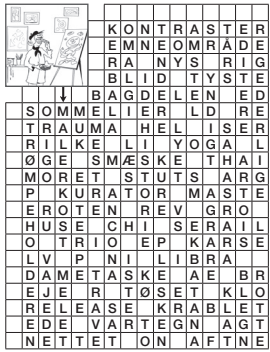 KONTRASTER
EMNEOMRÅDE
RA NYS RIG
BLID TYSTE
BAGDELEN ED
SOMMELIER LD RE
TRAUMA HEL ISER
RILKE LI YOGA L
ØGE SMÆSKE THAI
MORET STUTS ARG
P KURATOR MASTE
EROTEN REV GRO
HUSE CHI SERAIL
O TRIO EP KARSE
LV P NI LIBRA
DAMETASKE AE BR
EJE R TØSET KLO
RELEASE KRABLET
EDE VARTEGN AGT
NETTET ON AFTNE